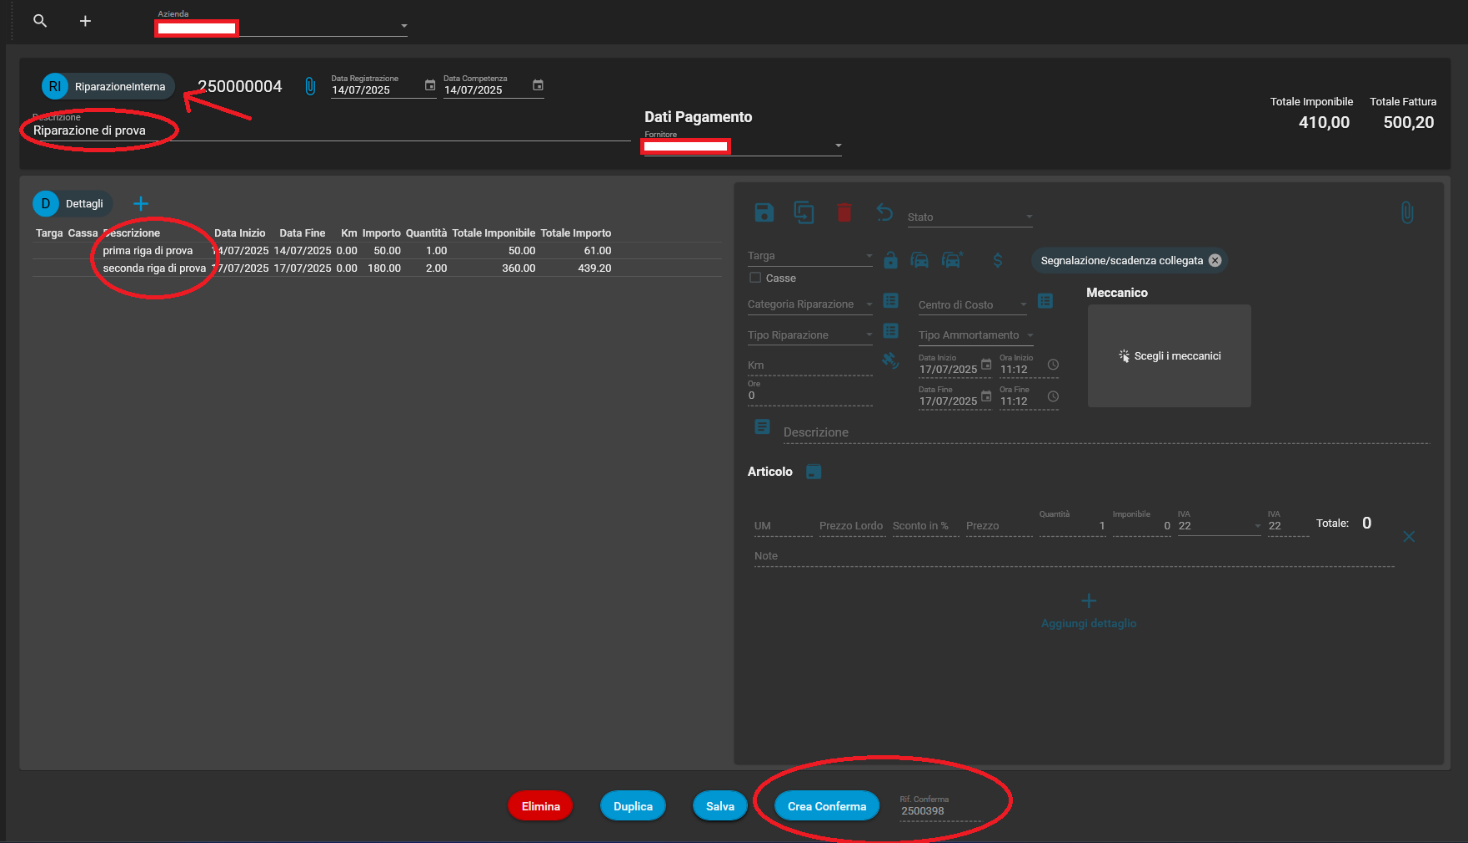 Azienda
RI RiparazioneInterna 250000004
Data Registrazione Data Competenza
14/07/2025 14/07/2025
Descrizione
Riparazione di prova
Dati Pagamento
Fornitore
Totale Imponibile Totale Fattura
410,00 500,20
D Dettagli
Targa Cassa Descrizione Data Inizio Data Fine Km Importo Quantità Totale Imponibile Totale Importo
prima riga di prova 14/07/2025 14/07/2025 0.00 50.00 1.00 50.00 61.00
seconda riga di prova 17/07/2025 17/07/2025 0.00 180.00 2.00 360.00 439.20
Stato
Targa
Segnalazione/scadenza collegata
Casse
Categoria Riparazione Centro di Costo
Meccanico
Tipo Riparazione Tipo Ammortamento
Scegli i meccanici
Km
Data Inizio Ora Inizio
17/07/2025 11:12
Ore
0
Data Fine Ora Fine
17/07/2025 11:12
Descrizione
Articolo
Quantità Imponibile IVA IVA
UM Prezzo Lordo Sconto in % Prezzo 1 0 22 22 Totale: 0
Note
Aggiungi dettaglio
Elimina Duplica Salva Crea Conferma
Rif. Conferma
2500398